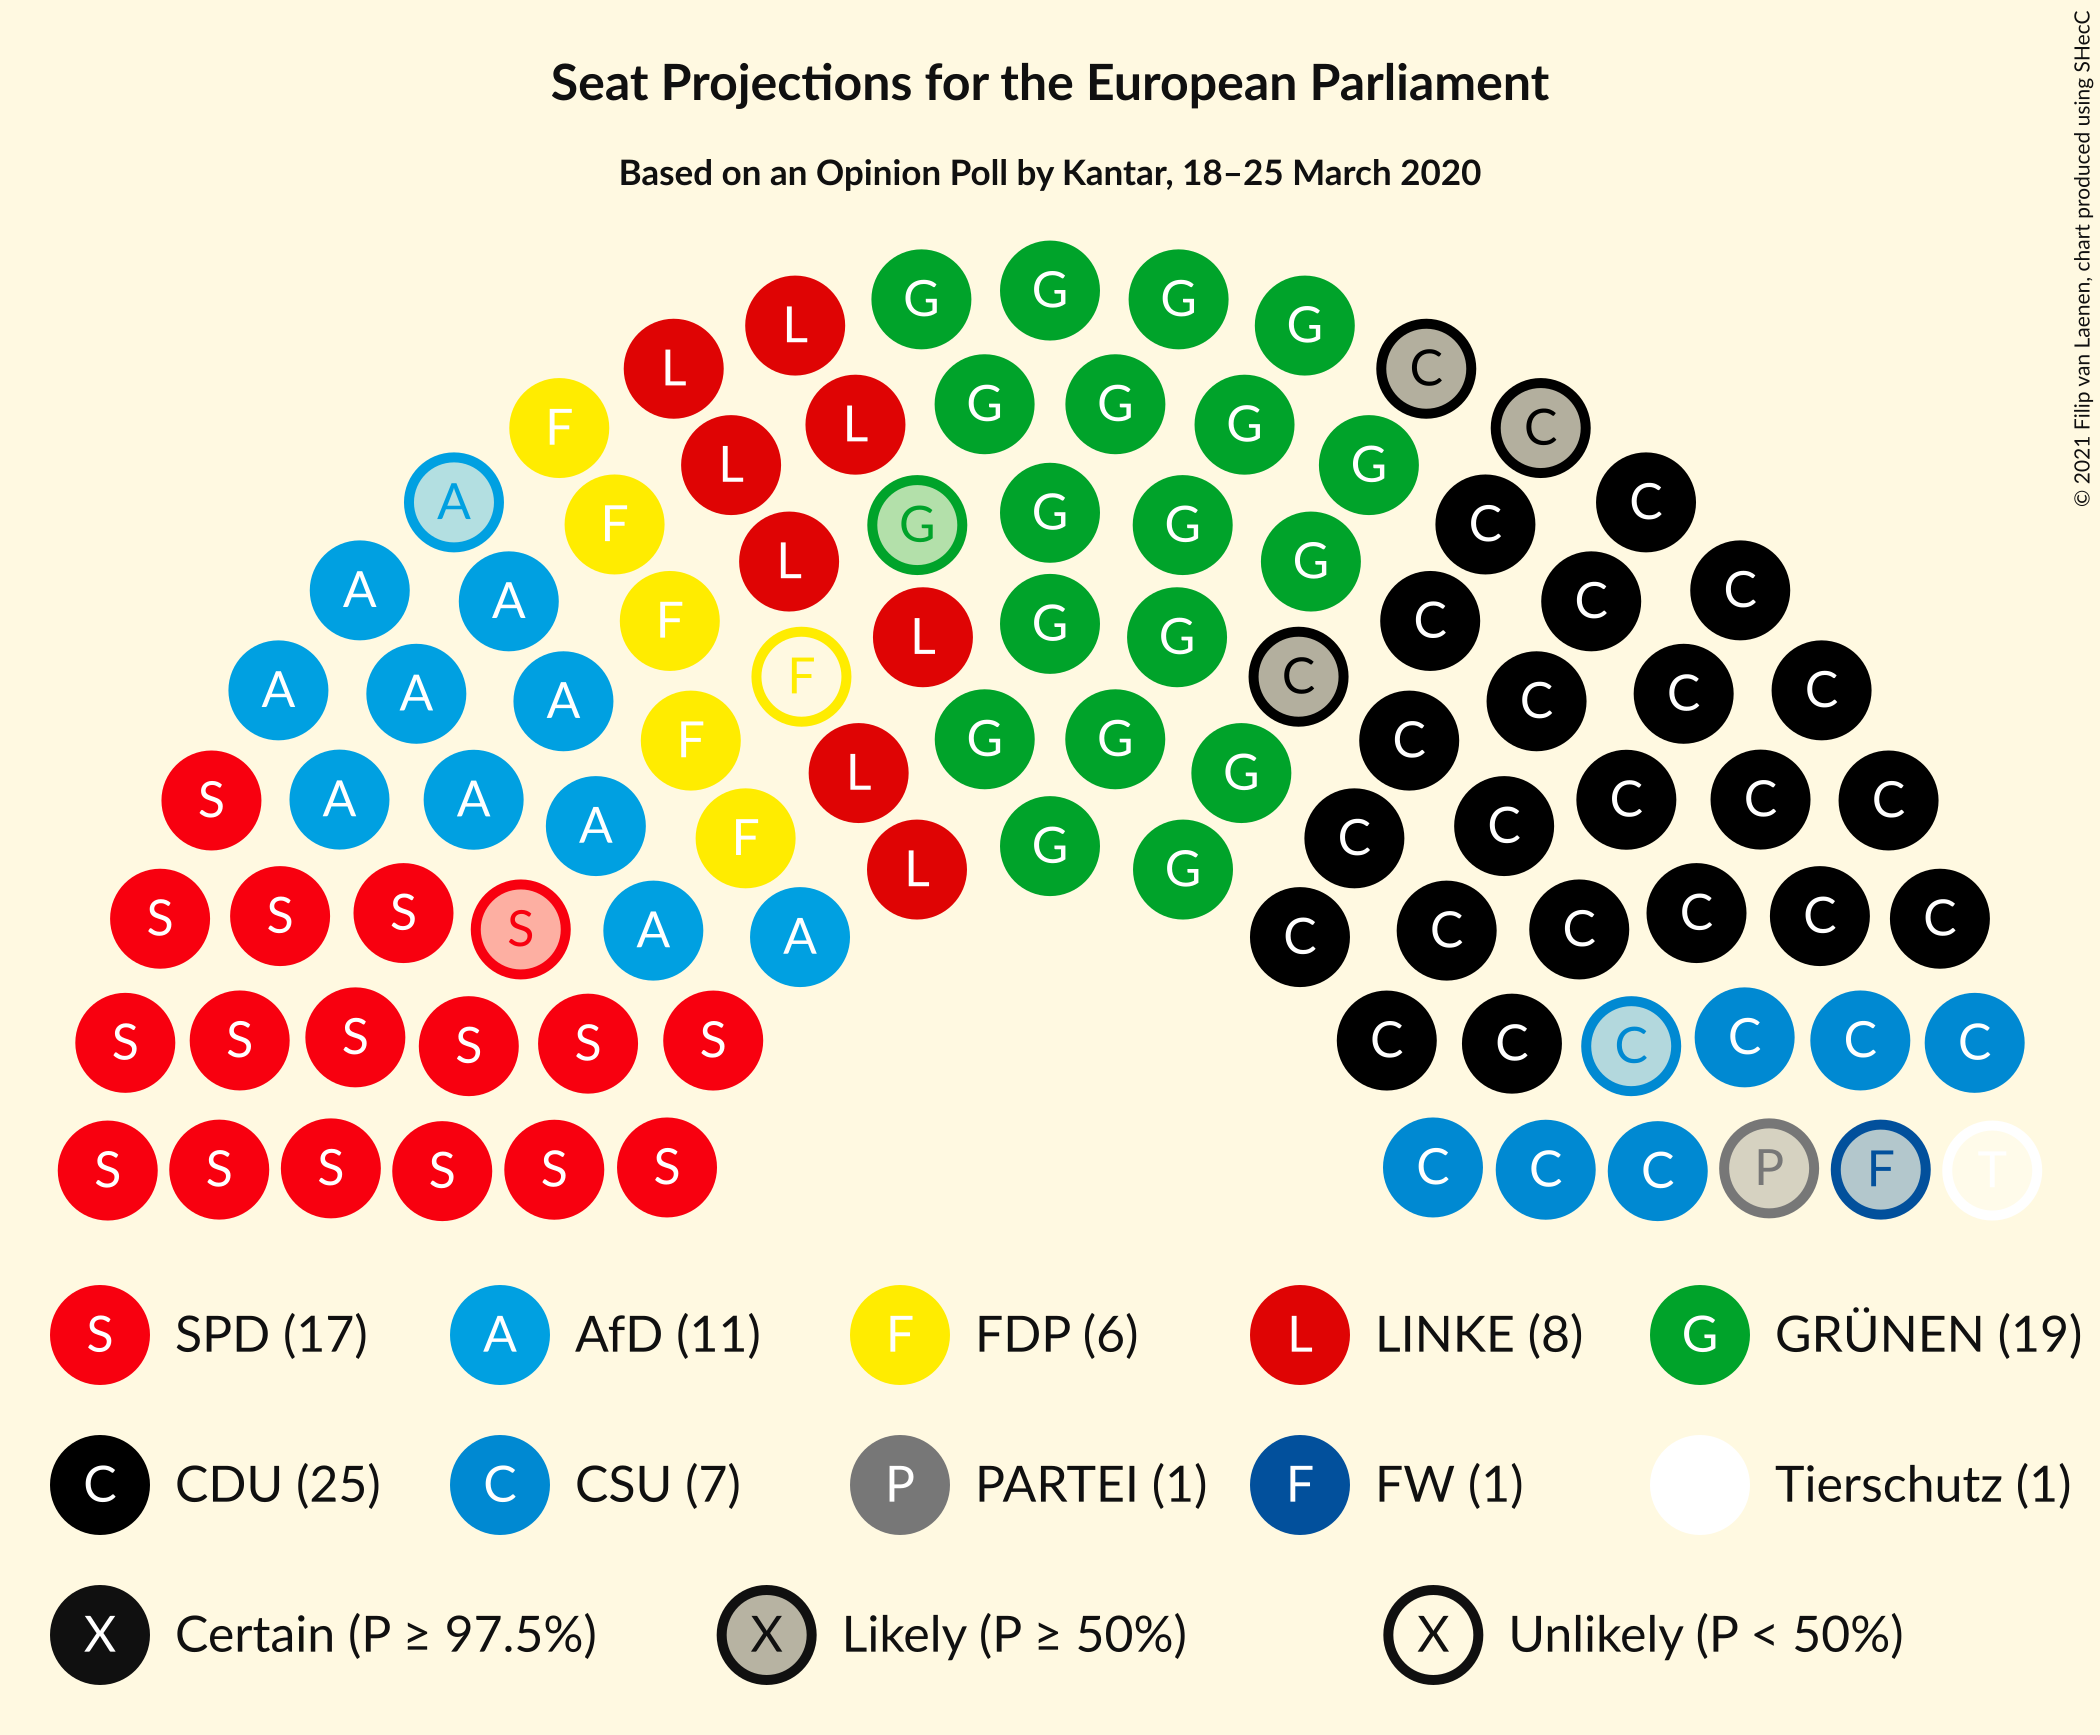 Seat Projections for the European Parliament
Based on an Opinion Poll by Kantar, 18–25 March 2020
© 2021 Filip van Laenen, chart produced using SHecC
L G G G G
L C
F L G G G C
A L G C
F F G G G C
L G
A A C C
F L G G C
A A A F C C C C
F L G G G C
S A A A F G C C C C C
L G
S S S S A A C C C C C C
S S S S S S C C C C C C
S S S S S S C C C P F T
S SPD (17) A AfD (11) F FDP (6) L LINKE (8) G GRÜNEN (19)
C CDU (25) C CSU (7) P PARTEI (1) F FW (1) Tierschutz (1)
X Certain (P ≥ 97.5%) X Likely (P ≥ 50%) X Unlikely (P < 50%)